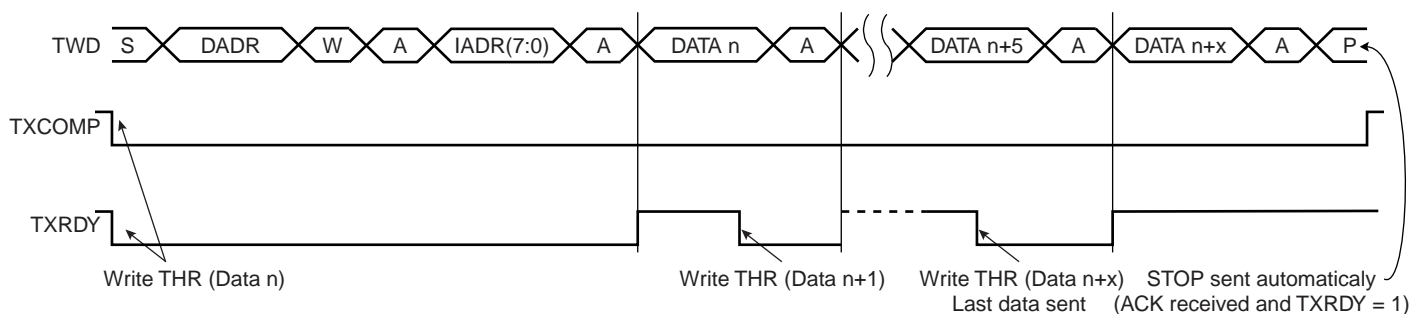 TWD S DADR W A IADR(7:0) A DATA n A DATA n+5 A DATA n+x A P
TXCOMP
TXRDY
Write THR (Data n) Write THR (Data n+1) Write THR (Data n+x) STOP sent automaticaly
Last data sent (ACK received and TXRDY = 1)